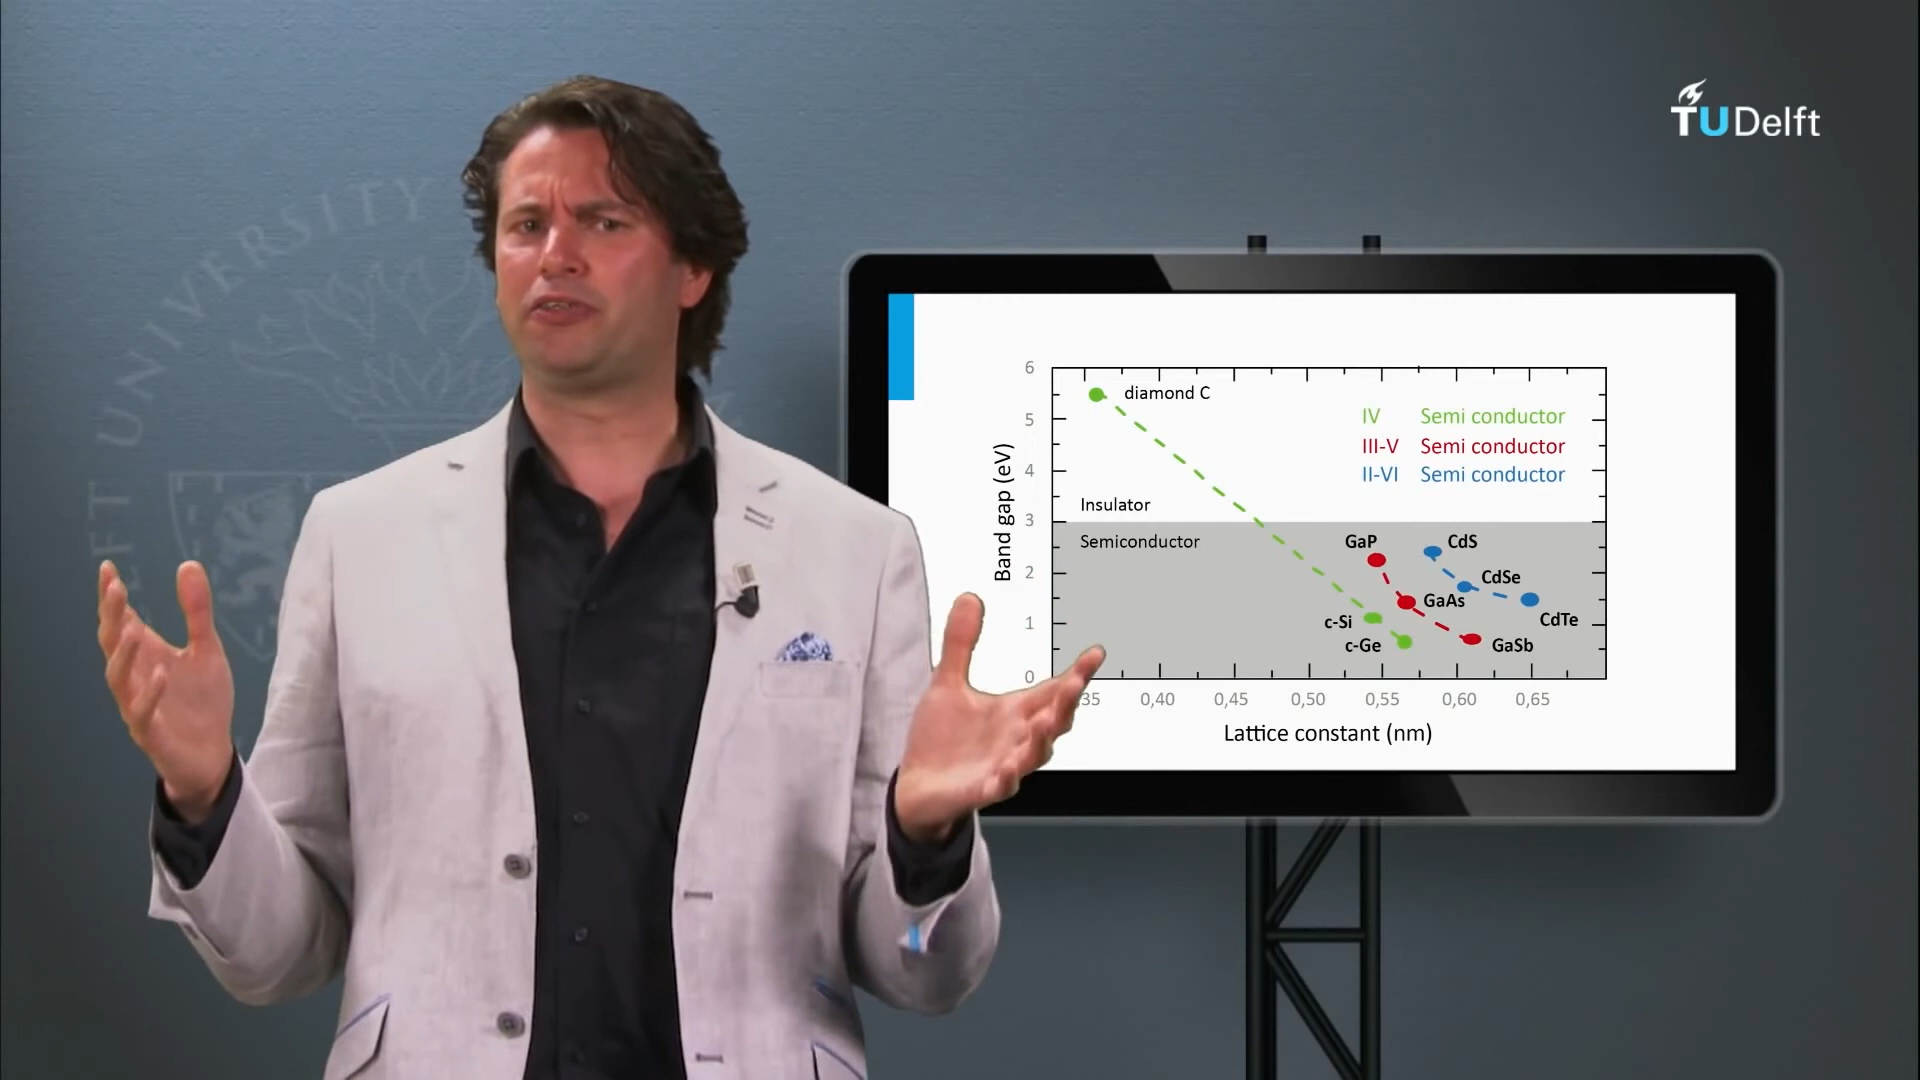 TUDelft
DELFT UNIVERSITY
6
5
4
3
2
1
0
Band gap (eV)
diamond C
IV Semi conductor
III-V Semi conductor
II-VI Semi conductor
Insulator
Semiconductor
GaP
CdS
CdSe
GaAs
CdTe
c-Si
c-Ge
GaSb
,35 0,40 0,45 0,50 0,55 0,60 0,65
Lattice constant (nm)